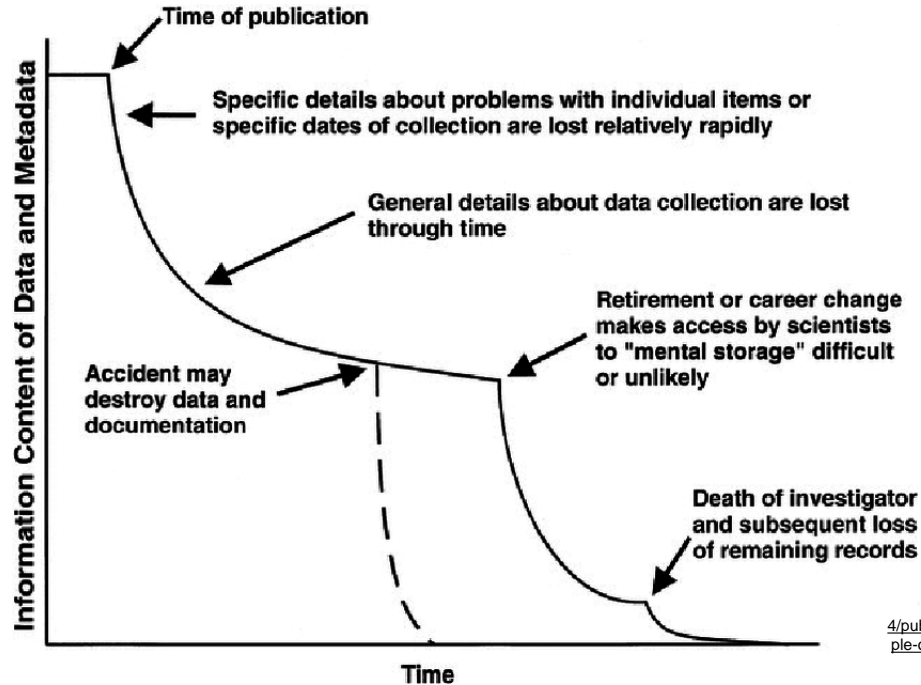 Time of publication
Specific details about problems with individual items or
specific dates of collection are lost relatively rapidly
General details about data collection are lost
through time
Retirement or career change
makes access by scientists
to "mental storage" difficult
or unlikely
Accident may
destroy data and
documentation
Death of investigator
and subsequent loss
of remaining records
Information Content of Data and Metadata
Time
4/pul
ple-c